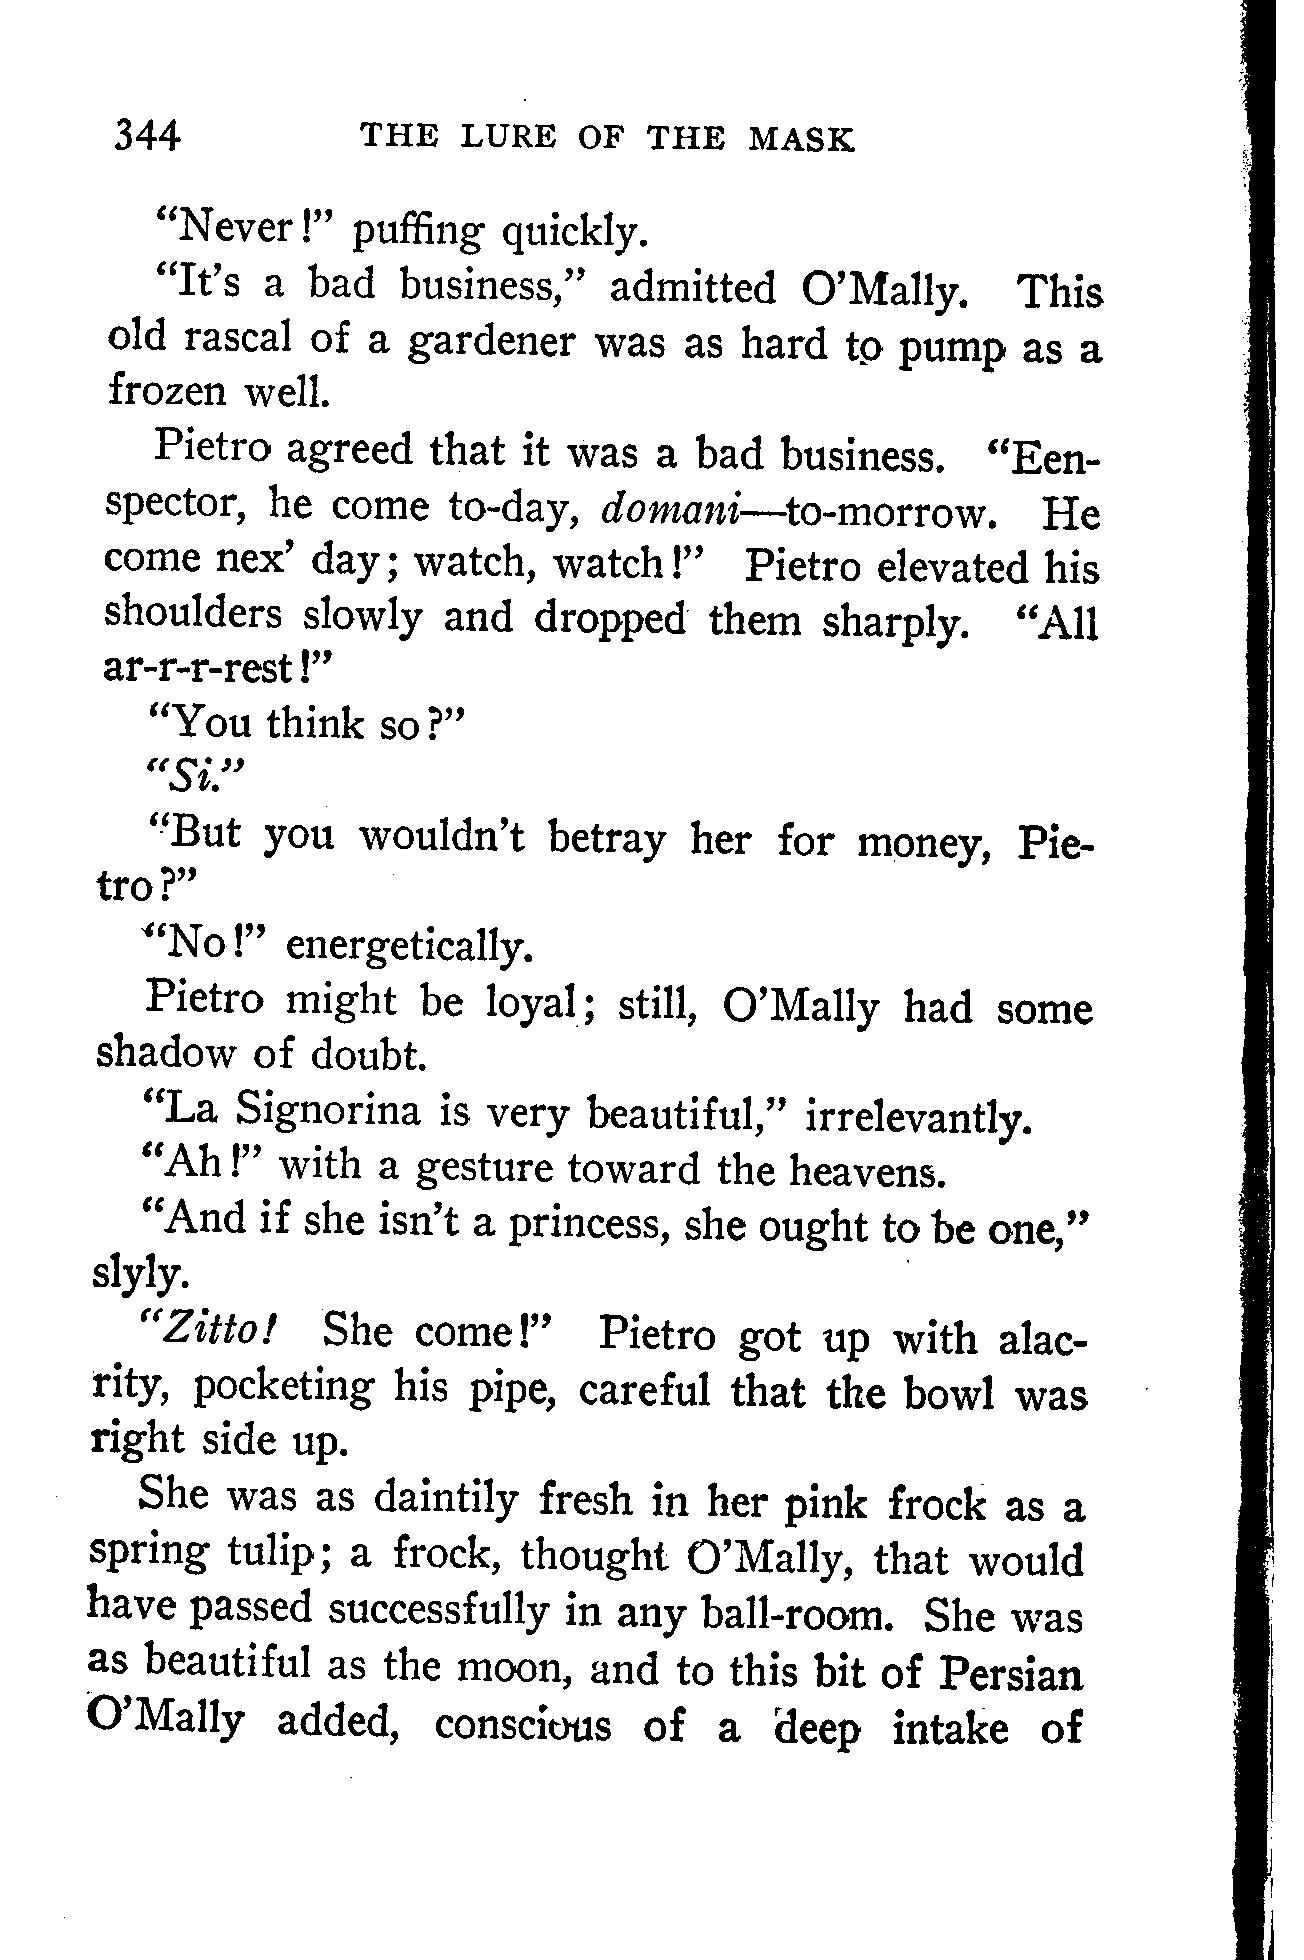 344 THE LURE OF THE MASK
“Never!” puffing quickly.
“It’s a bad business,” admitted O’Mally. This
old rascal of a gardener was as hard to pump as a
frozen well.
Pietro agreed that it was a bad business. “Een-
spector, he come to-day, domani—to-morrow. He
come nex’ day; watch, watch!” Pietro elevated his
shoulders slowly and dropped them sharply. “All
ar-r-r-rest!”
“You think so?”
“Si.”
“But you wouldn’t betray her for money, Pie-
tro?”
“No!” energetically.
Pietro might be loyal; still, O’Mally had some
shadow of doubt.
“La Signorina is very beautiful,” irrelevantly.
“Ah!” with a gesture toward the heavens.
“And if she isn’t a princess, she ought to be one,”
slyly.
“Zitto! She come!” Pietro got up with alac-
rity, pocketing his pipe, careful that the bowl was
right side up.
She was as daintily fresh in her pink frock as a
spring tulip; a frock, thought O’Mally, that would
have passed successfully in any ball-room. She was
as beautiful as the moon, and to this bit of Persian
O’Mally added, conscious of a deep intake of